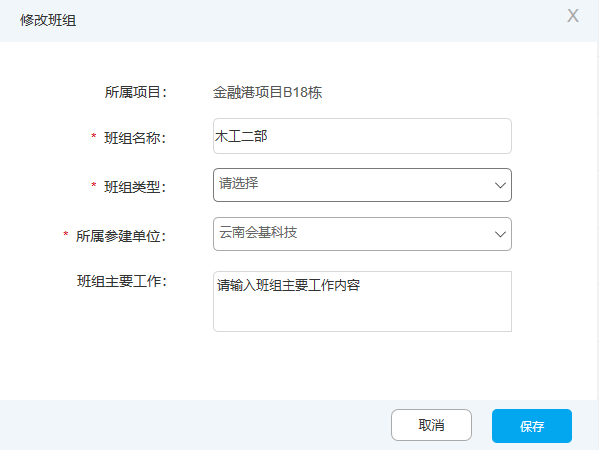 修改班组
X
所属项目： 金融港项目B18栋
* 班组名称： 木工二部
* 班组类型： 请选择
* 所属参建单位： 云南会基科技
班组主要工作： 请输入班组主要工作内容
取消 保存